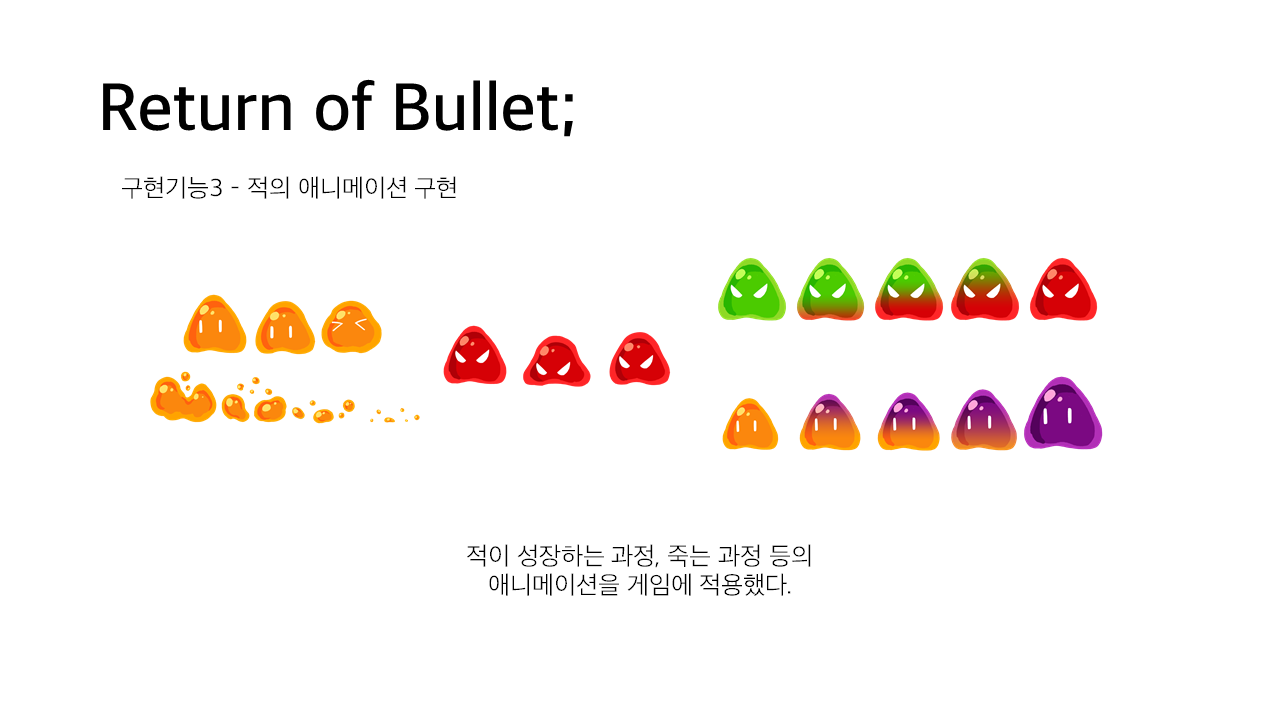 Return of Bullet;
구현기능3 - 적의 애니메이션 구현
적이 성장하는 과정, 죽는 과정 등의
애니메이션을 게임에 적용했다.